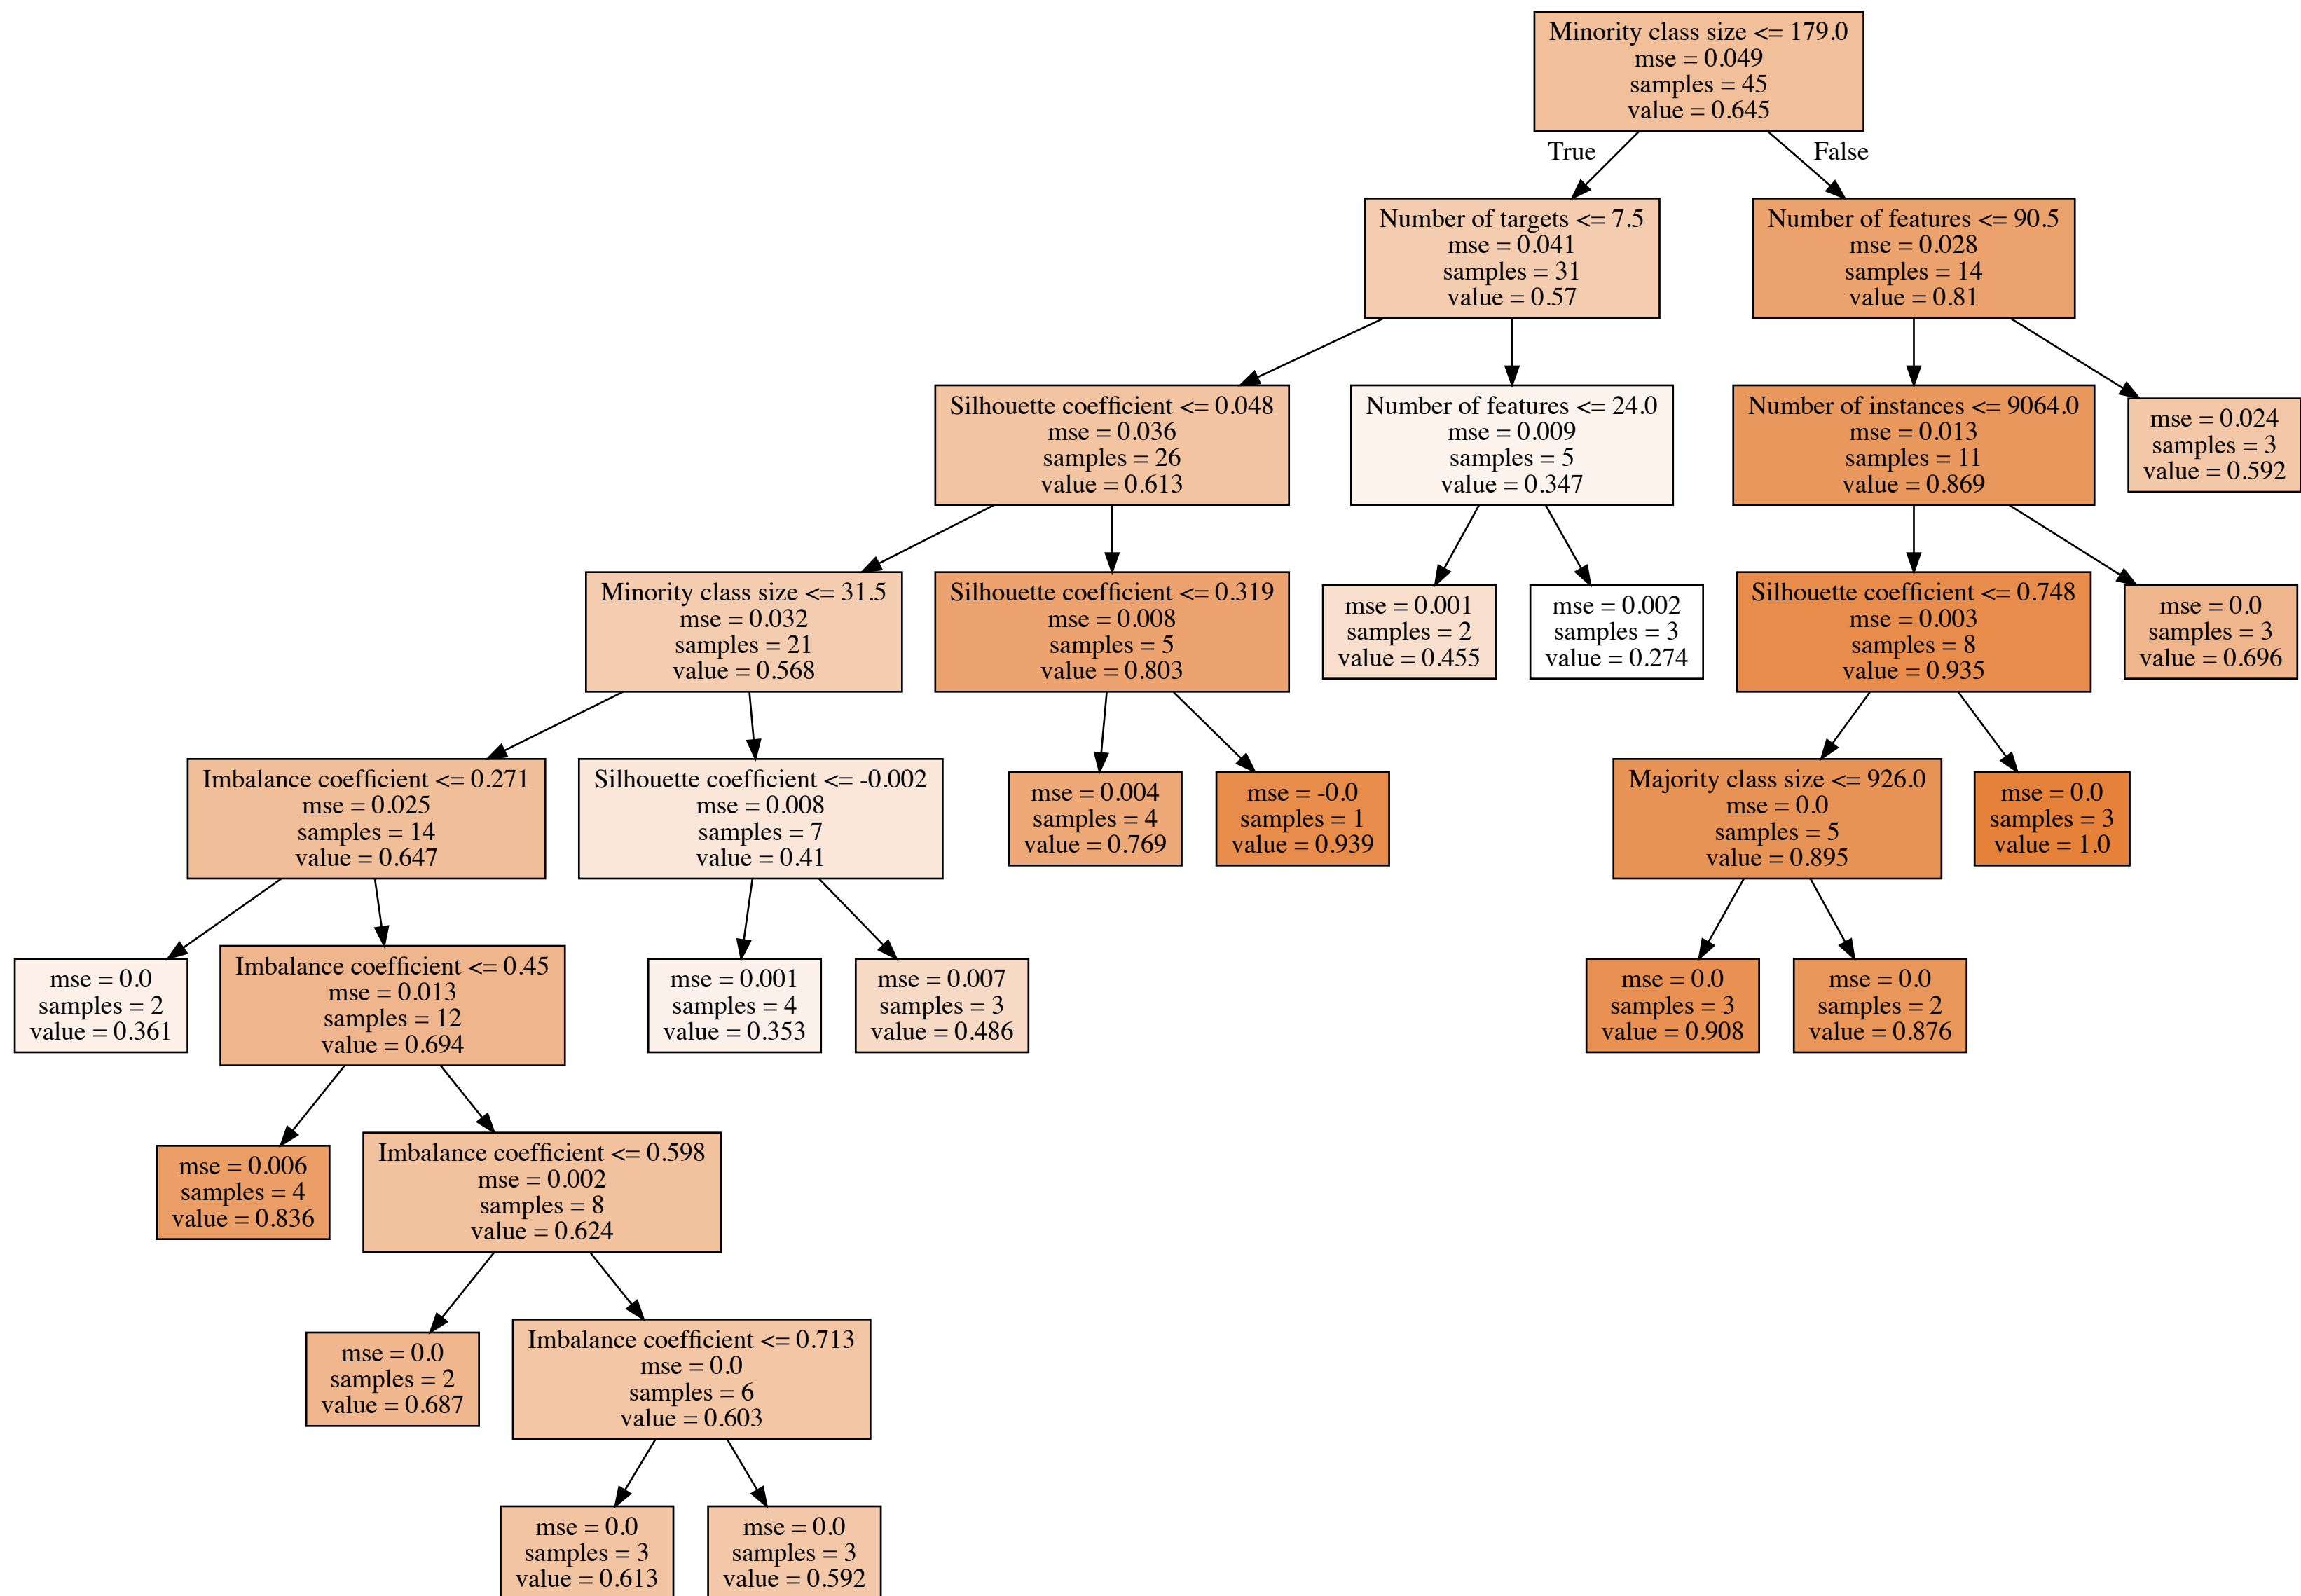 Minority class size <= 179.0
mse = 0.049
samples = 45
value = 0.645
True
False
Number of targets <= 7.5
mse = 0.041
samples = 31
value = 0.57
Number of features <= 90.5
mse = 0.028
samples = 14
value = 0.81
Silhouette coefficient <= 0.048
mse = 0.036
samples = 26
value = 0.613
Number of features <= 24.0
mse = 0.009
samples = 5
value = 0.347
Number of instances <= 9064.0
mse = 0.013
samples = 11
value = 0.869
mse = 0.024
samples = 3
value = 0.592
Minority class size <= 31.5
mse = 0.032
samples = 21
value = 0.568
Silhouette coefficient <= 0.319
mse = 0.008
samples = 5
value = 0.803
mse = 0.001
samples = 2
value = 0.455
mse = 0.002
samples = 3
value = 0.274
Silhouette coefficient <= 0.748
mse = 0.003
samples = 8
value = 0.935
mse = 0.0
samples = 3
value = 0.696
Imbalance coefficient <= 0.271
mse = 0.025
samples = 14
value = 0.647
Silhouette coefficient <= -0.002
mse = 0.008
samples = 7
value = 0.41
mse = 0.004
samples = 4
value = 0.769
mse = -0.0
samples = 1
value = 0.939
Majority class size <= 926.0
mse = 0.0
samples = 5
value = 0.895
mse = 0.0
samples = 3
value = 1.0
mse = 0.0
samples = 2
value = 0.361
Imbalance coefficient <= 0.45
mse = 0.013
samples = 12
value = 0.694
mse = 0.001
samples = 4
value = 0.353
mse = 0.007
samples = 3
value = 0.486
mse = 0.0
samples = 3
value = 0.908
mse = 0.0
samples = 2
value = 0.876
mse = 0.006
samples = 4
value = 0.836
Imbalance coefficient <= 0.598
mse = 0.002
samples = 8
value = 0.624
mse = 0.0
samples = 2
value = 0.687
Imbalance coefficient <= 0.713
mse = 0.0
samples = 6
value = 0.603
mse = 0.0
samples = 3
value = 0.613
mse = 0.0
samples = 3
value = 0.592